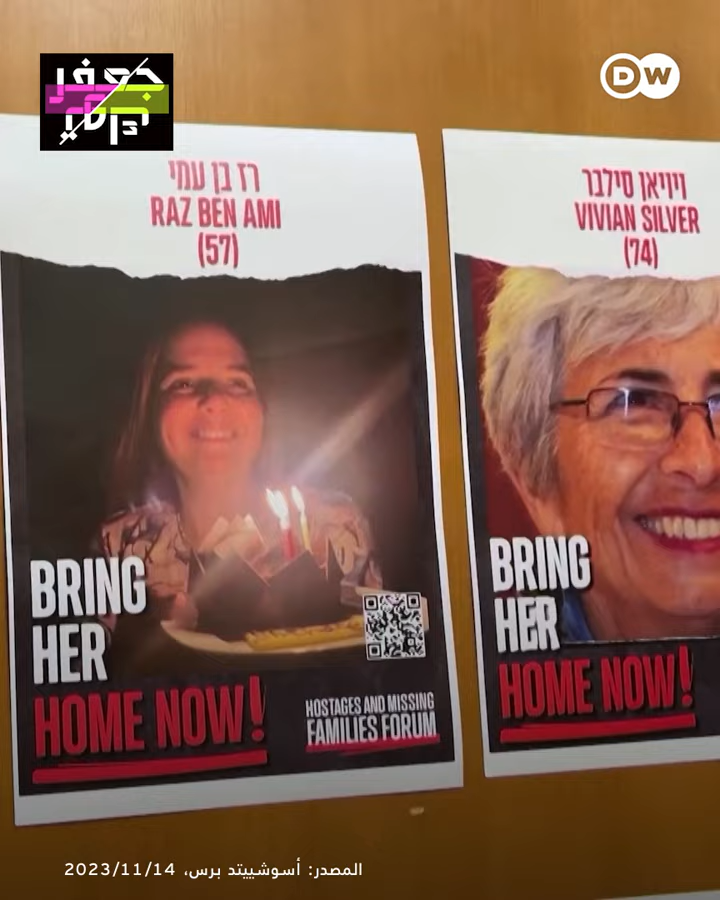 جعفر
DW
רז בן עמי
RAZ BEN AMI
(57)
BRING
HER
HOME NOW!
HOSTAGES AND MISSING
FAMILIES FORUM
ויויאן סילבר
VIVIAN SILVER
(74)
BRING
HER
HOME NOW!
المصدر: أسوشييتد برس، 2023/11/14